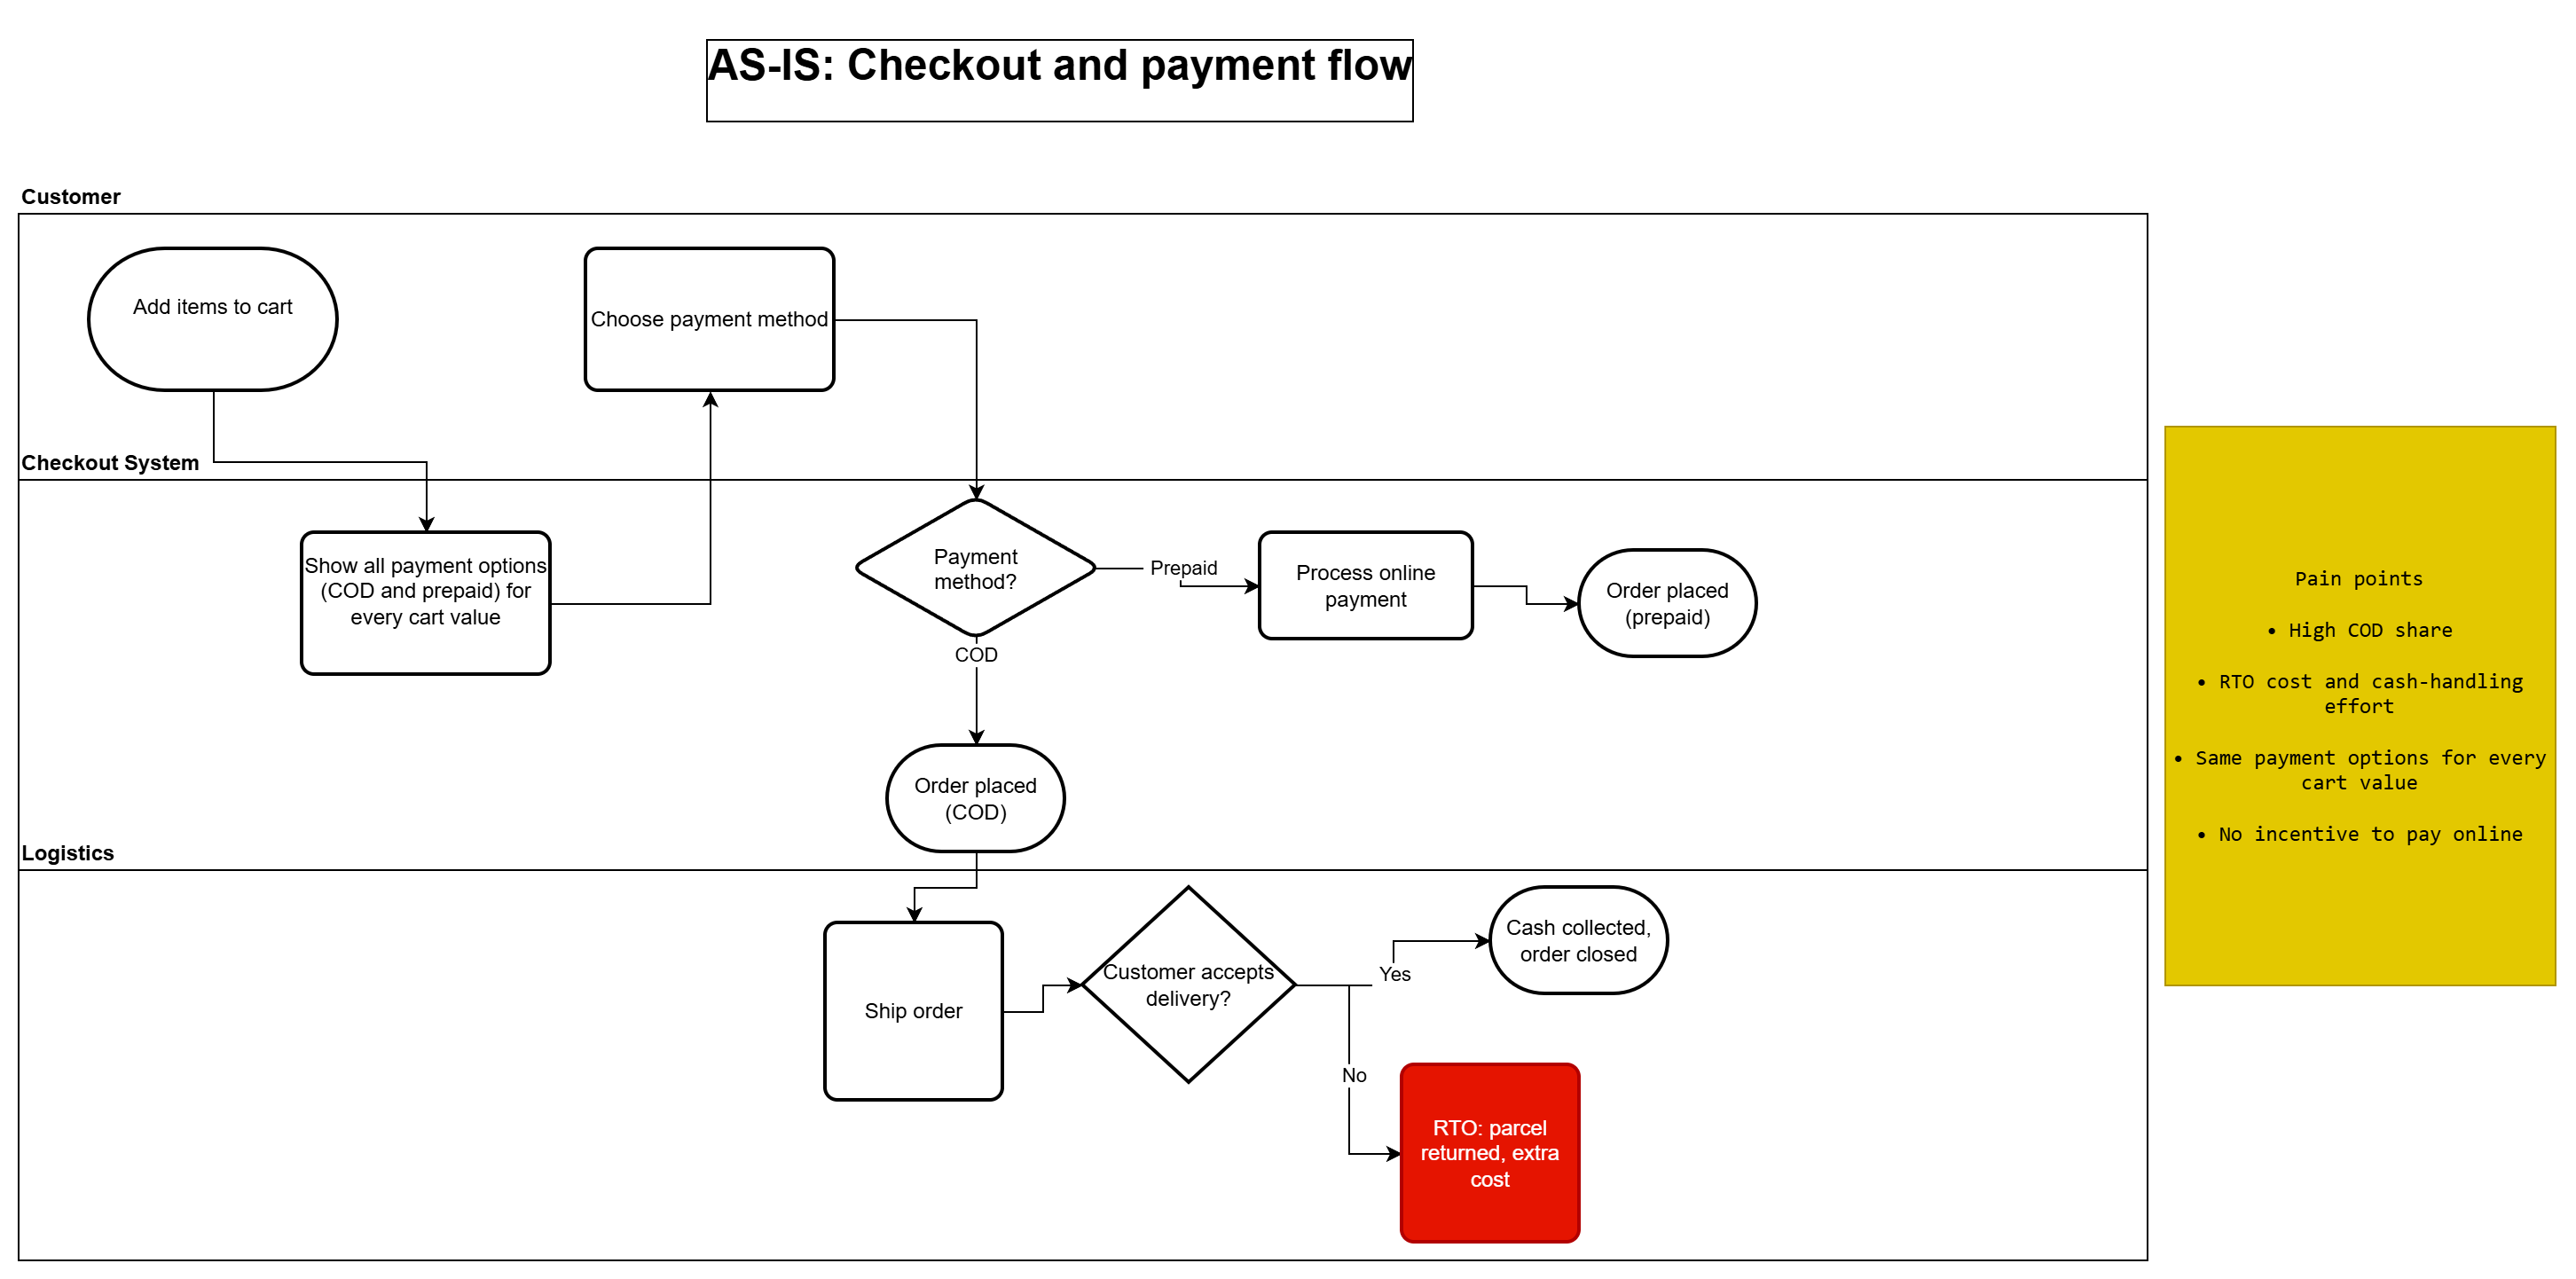 AS-IS: Checkout and payment flow
Customer
Add items to cart
Choose payment method
Checkout System
Show all payment options
(COD and prepaid) for
every cart value
Payment
method?
Prepaid
Process online
payment
Order placed
(prepaid)
COD
Order placed
(COD)
Logistics
Ship order
Customer accepts
delivery?
Yes
Cash collected,
order closed
No
RTO: parcel
returned, extra
cost
Pain points
• High COD share
• RTO cost and cash-handling
effort
• Same payment options for every
cart value
• No incentive to pay online